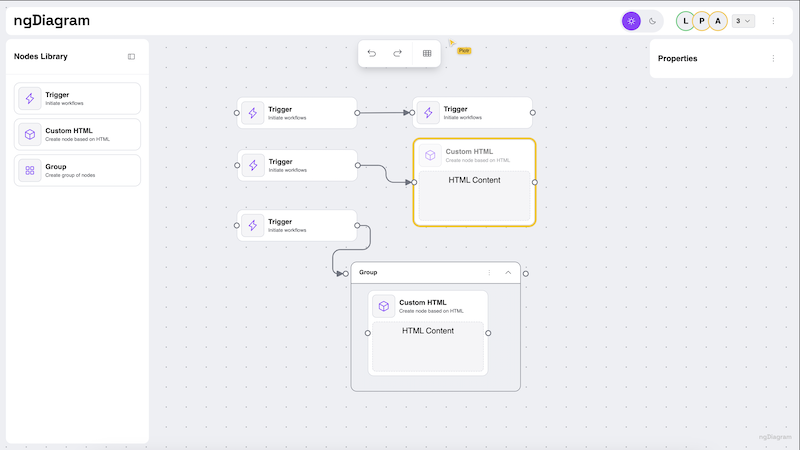 ngDiagram
L
P
A
3
Nodes Library
Piotr
Properties
Trigger
Initiate workflows
Custom HTML
Create node based on HTML
Group
Create group of nodes
Trigger
Initiate workflows
Trigger
Initiate workflows
Trigger
Initiate workflows
Custom HTML
Create node based on HTML
HTML Content
Trigger
Initiate workflows
Group
Custom HTML
Create node based on HTML
HTML Content
ngDiagram